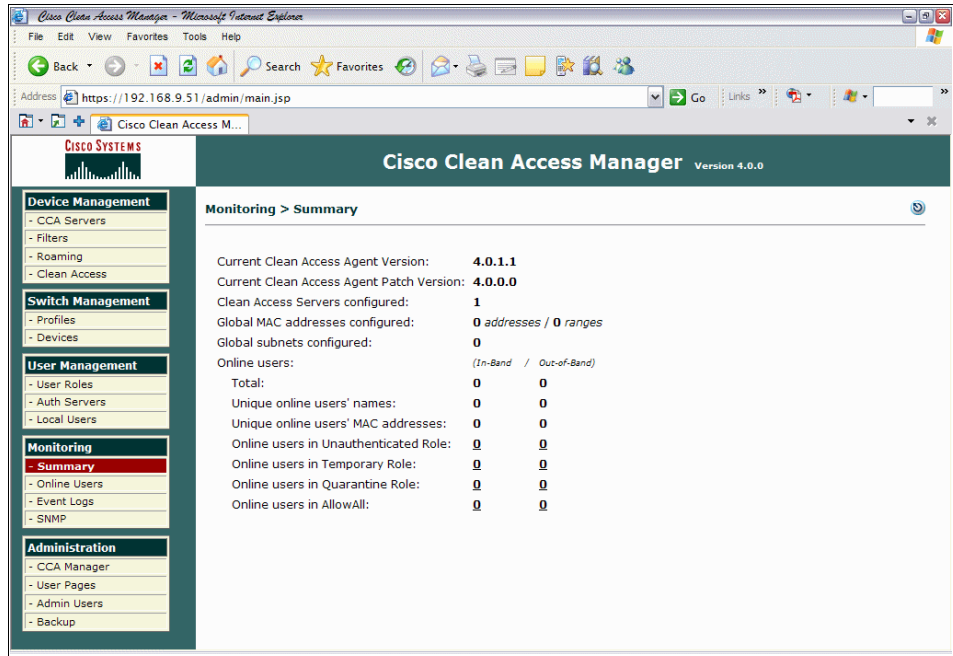 Cisco Clean Access Manager - Microsoft Internet Explorer
File Edit View Favorites Tools Help
Back Search Favorites
Address https://192.168.9.51/admin/main.jsp Go Links »
»
Cisco Clean Access M...
CISCO SYSTEMS
Cisco Clean Access Manager Version 4.0.0
Device Management
- CCA Servers
- Filters
- Roaming
- Clean Access
Switch Management
- Profiles
- Devices
User Management
- User Roles
- Auth Servers
- Local Users
Monitoring
- Summary
- Online Users
- Event Logs
- SNMP
Administration
- CCA Manager
- User Pages
- Admin Users
- Backup
Monitoring > Summary
Current Clean Access Agent Version: 4.0.1.1
Current Clean Access Agent Patch Version: 4.0.0.0
Clean Access Servers configured: 1
Global MAC addresses configured: 0 addresses / 0 ranges
Global subnets configured: 0
Online users: (In-Band / Out-of-Band)
Total: 0 0
Unique online users' names: 0 0
Unique online users' MAC addresses: 0 0
Online users in Unauthenticated Role: 0 0
Online users in Temporary Role: 0 0
Online users in Quarantine Role: 0 0
Online users in AllowAll: 0 0